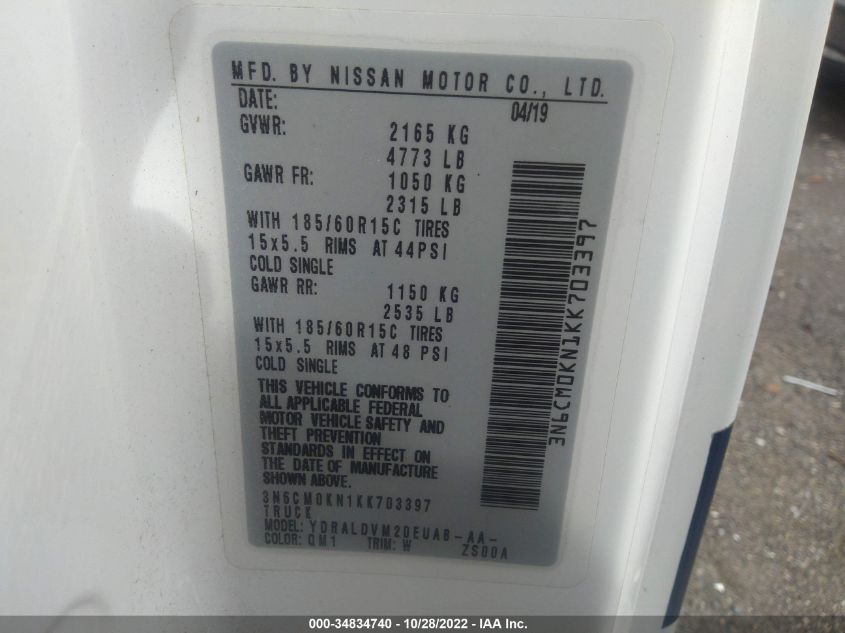 MFD. BY NISSAN MOTOR CO., LTD.
DATE: 04/19
GVWR: 2165 KG
4773 LB
GAWR FR: 1050 KG
2315 LB
WITH 185/60R15C TIRES
15x5.5 RIMS AT 44PSI
COLD SINGLE
GAWR RR: 1150 KG
2535 LB
WITH 185/60R15C TIRES
15x5.5 RIMS AT 48 PSI
COLD SINGLE
THIS VEHICLE CONFORMS TO
ALL APPLICABLE FEDERAL
MOTOR VEHICLE SAFETY AND
THEFT PREVENTION
STANDARDS IN EFFECT ON
THE DATE OF MANUFACTURE
SHOWN ABOVE.
3N6CM0KN1KK703397
TRUCK
MODEL: YDRALDVM20EUA8-AA-
COLOR: QM1 TRIM: W ZS00A
3N6CM0KN1KK703397
000-34834740 - 10/28/2022 - IAA Inc.